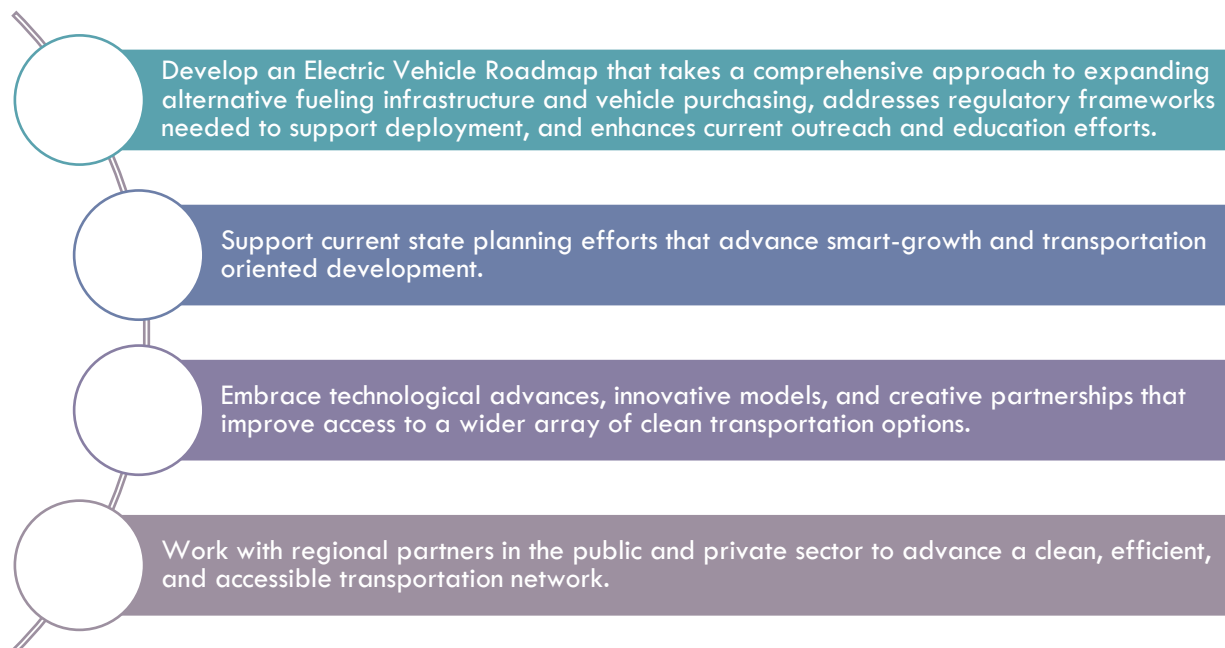 Develop an Electric Vehicle Roadmap that takes a comprehensive approach to expanding
alternative fueling infrastructure and vehicle purchasing, addresses regulatory frameworks
needed to support deployment, and enhances current outreach and education efforts.
Support current state planning efforts that advance smart-growth and transportation
oriented development.
Embrace technological advances, innovative models, and creative partnerships that
improve access to a wider array of clean transportation options.
Work with regional partners in the public and private sector to advance a clean, efficient,
and accessible transportation network.